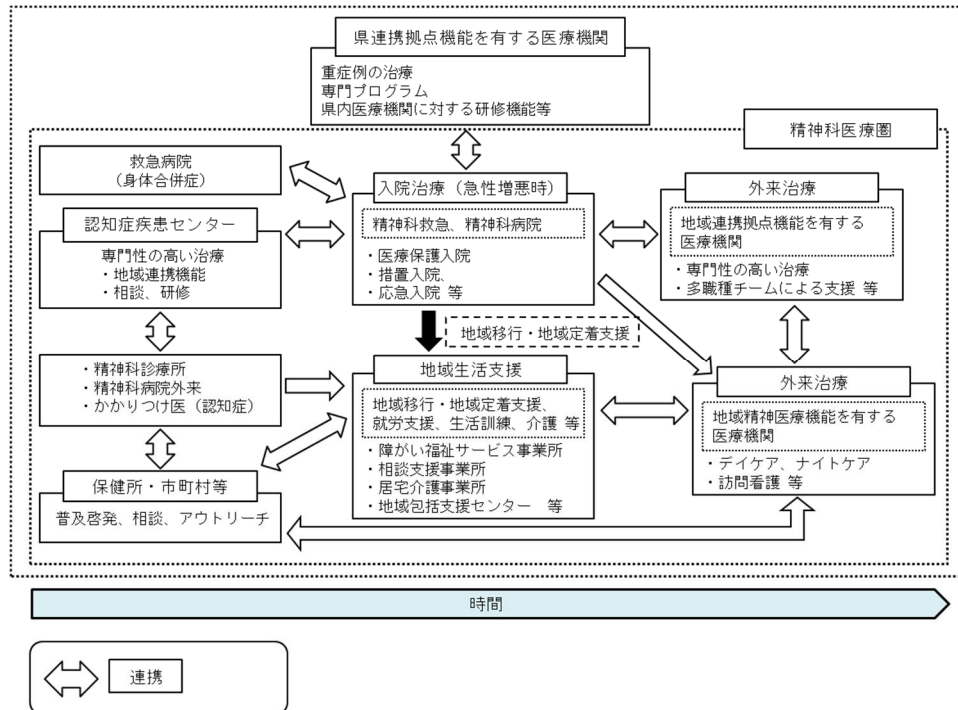 県連携拠点機能を有する医療機関
重症例の治療
専門プログラム
県内医療機関に対する研修機能等
精神科医療圏
救急病院
（身体合併症）
認知症疾患センター
専門性の高い治療
・地域連携機能
・相談、研修
・精神科診療所
・精神科病院外来
・かかりつけ医（認知症）
保健所・市町村等
普及啓発、相談、アウトリーチ
入院治療（急性増悪時）
精神科救急、精神科病院
・医療保護入院
・措置入院、
・応急入院 等
地域移行・地域定着支援
地域生活支援
地域移行・地域定着支援、
就労支援、生活訓練、介護 等
・障がい福祉サービス事業所
・相談支援事業所
・居宅介護事業所
・地域包括支援センター 等
外来治療
地域連携拠点機能を有する
医療機関
・専門性の高い治療
・多職種チームによる支援 等
外来治療
地域精神医療機能を有する
医療機関
・デイケア、ナイトケア
・訪問看護 等
時間
連携